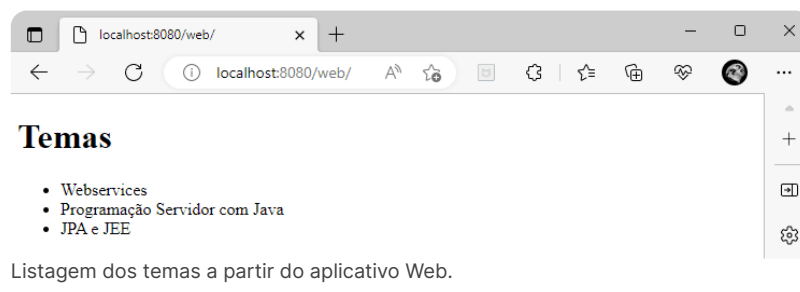 localhost:8080/web/
localhost:8080/web/
Temas
Webservices
Programação Servidor com Java
JPA e JEE
Listagem dos temas a partir do aplicativo Web.